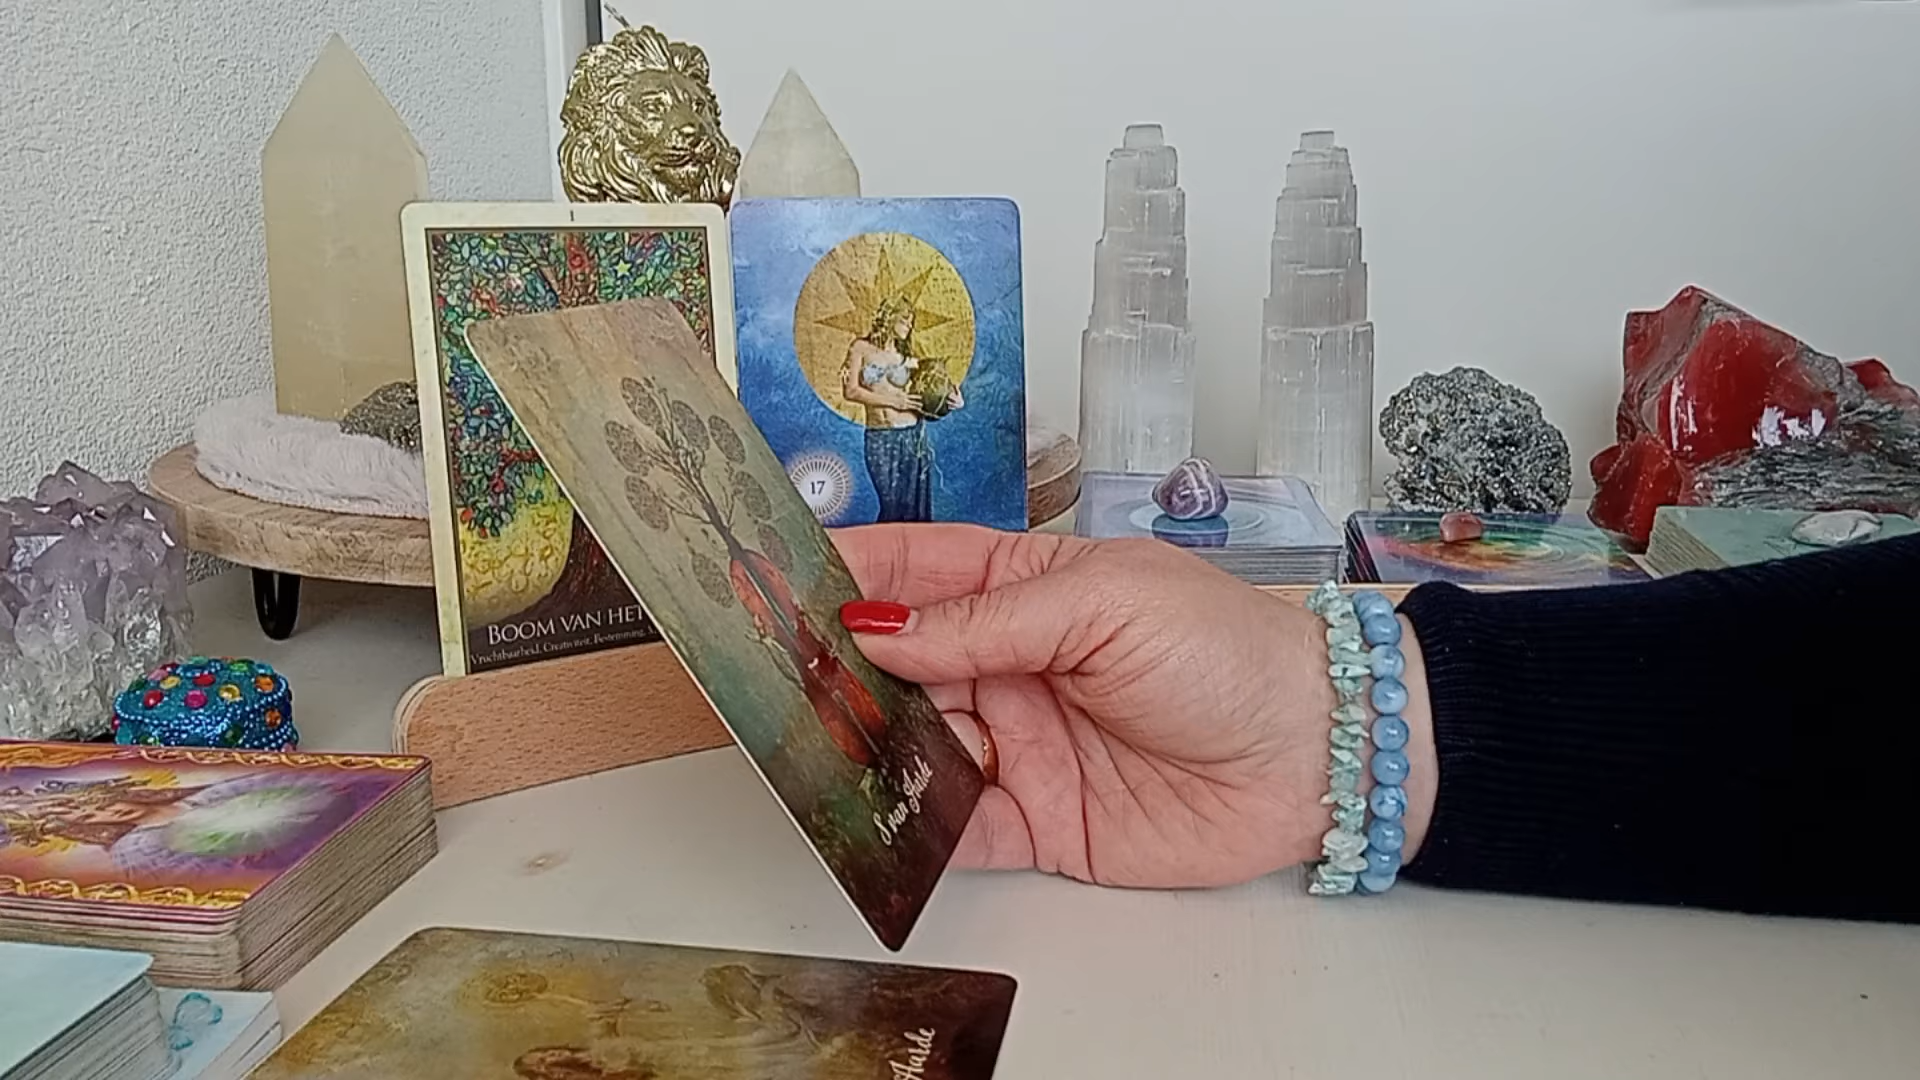 1
BOOM VAN HET
Vruchtbaarheid, Creativiteit, Bestemming,
17
8 van Aarde
Aarde